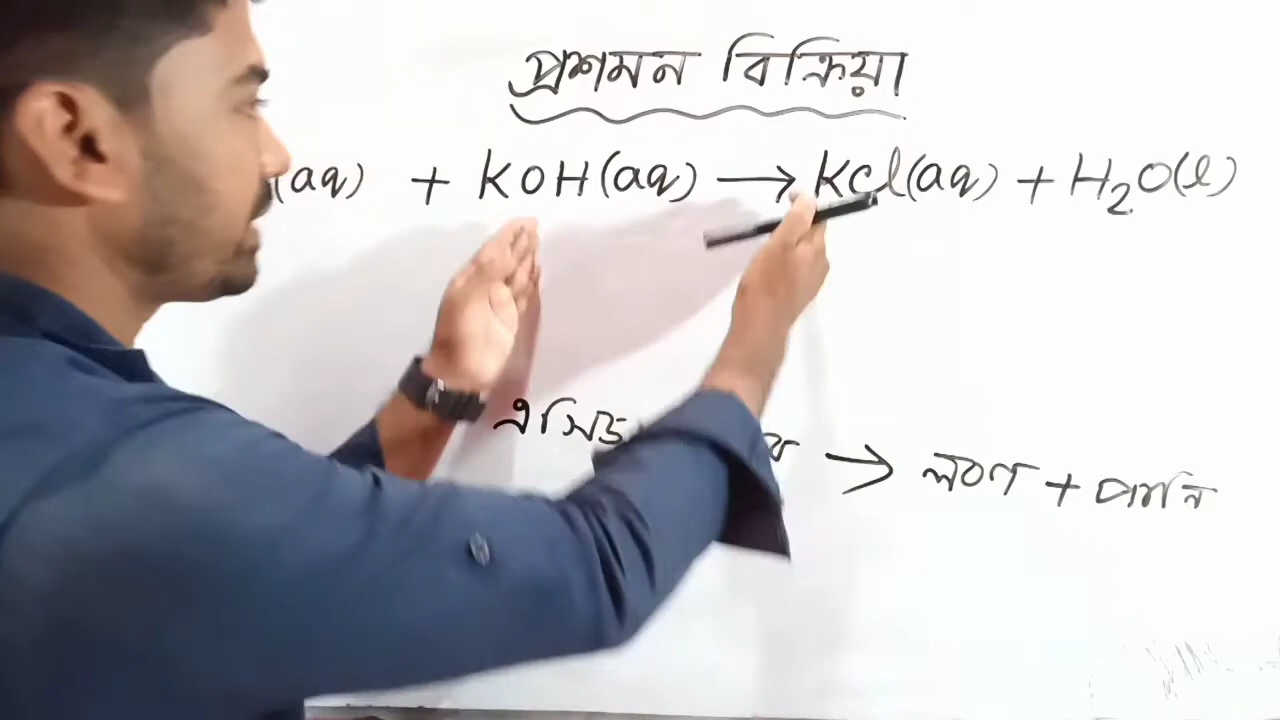 প্রশমন বিক্রিয়া
(aq) + KOH(aq) → KCl(aq) + H₂O(l)
এসিড → লবণ + পানি